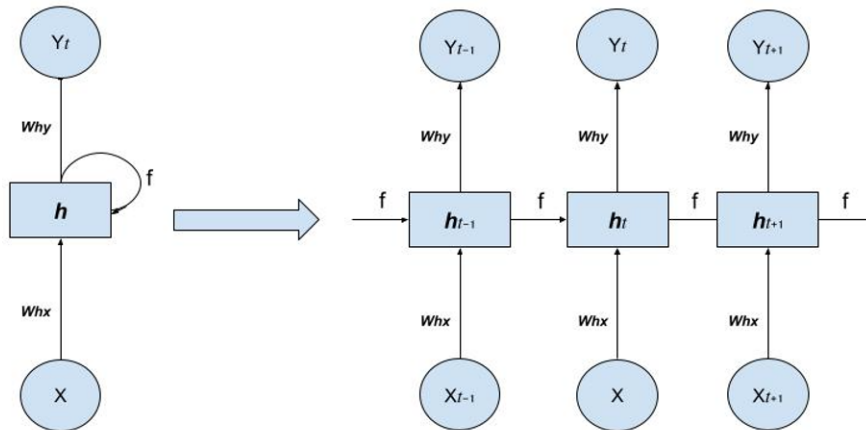 Yt
Yt-1
Yt
Yt+1
Why
Why
Why
Why
f
f
f
f
f
h
ht-1
ht
ht+1
Whx
Whx
Whx
Whx
X
Xt-1
X
Xt+1